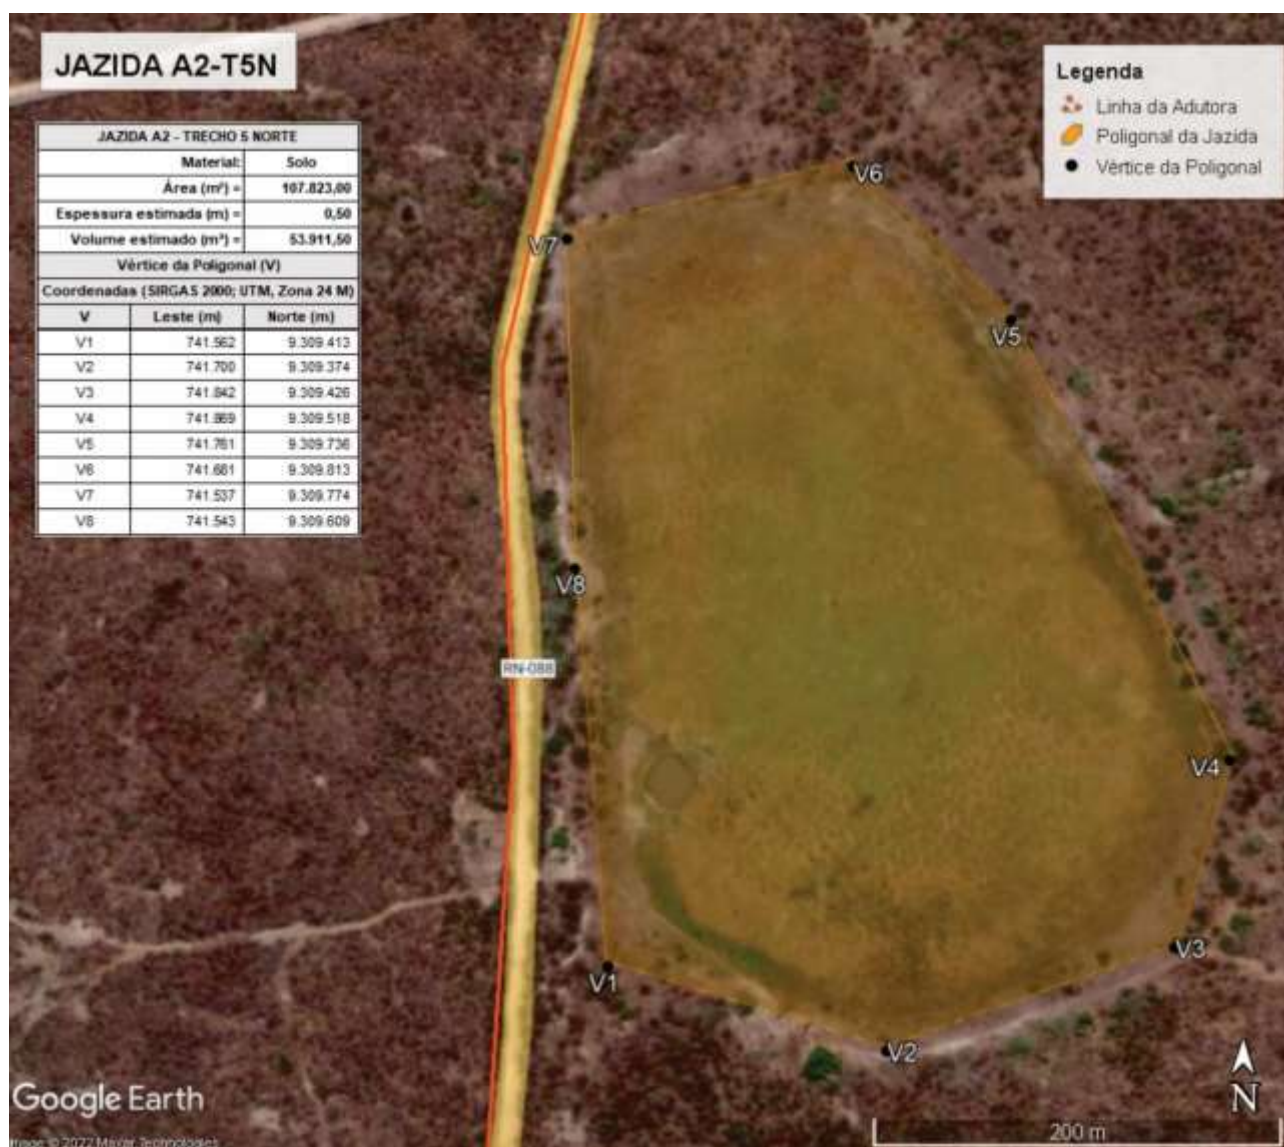 JAZIDA A2-T5N
JAZIDA A2 - TRECHO 5 NORTE
Material: Solo
Área (m²) = 107.823,00
Espessura estimada (m) = 0,50
Volume estimado (m³) = 53.911,50
Vértice da Poligonal (V)
Coordenadas (SIRGAS 2000; UTM, Zona 24 M)
V Leste (m) Norte (m)
V1 741.562 9.309.413
V2 741.700 9.309.374
V3 741.842 9.309.426
V4 741.869 9.309.518
V5 741.761 9.309.736
V6 741.681 9.309.813
V7 741.537 9.309.774
V8 741.543 9.309.609
Legenda
Linha da Adutora
Poligonal da Jazida
Vértice da Poligonal
V6
V7
V5
V8
RN-088
V4
V3
V1
V2
N
200 m
Google Earth
Image © 2022 Maxar Technologies